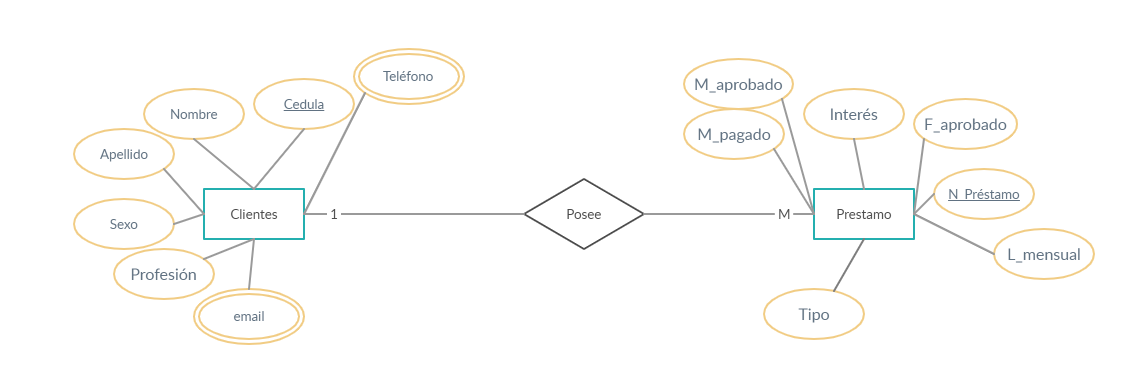 Teléfono
Cedula
Nombre
Apellido
Sexo
Profesión
email
Clientes
1
Posee
M
Prestamo
M_aprobado
M_pagado
Interés
F_aprobado
N_Préstamo
L_mensual
Tipo